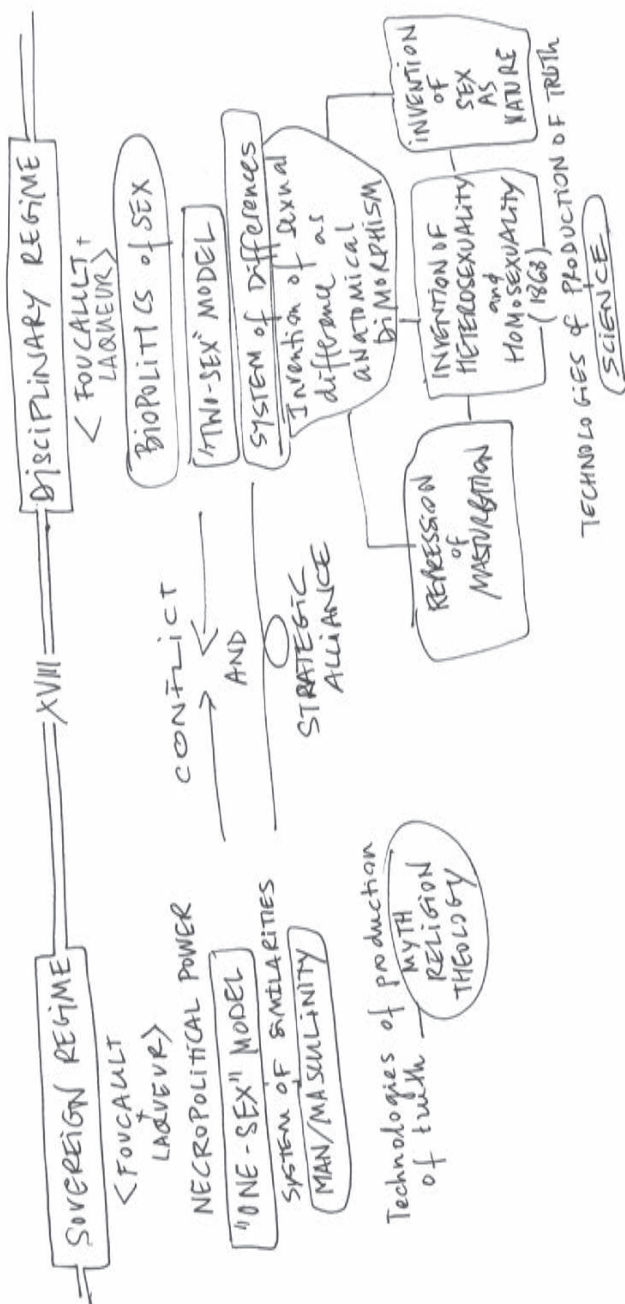 SOVEREIGN REGIME
<FOUCAULT
+
LAQUEUR>
NECROPOLITICAL POWER
"ONE-SEX" MODEL
SYSTEM OF SIMILARITIES
MAN/MASCULINITY
Technologies of production
of truth
MYTH
RELIGION
THEOLOGY
XVIII
CONFLICT
AND
STRATEGIC
ALLIANCE
DISCIPLINARY REGIME
<FOUCAULT +
LAQUEUR>
BIOPOLITICS of SEX
"TWO-SEX" MODEL
SYSTEM of Differences
Invention of sexual
difference as
ANATOMICAL
DIMORPHISM
REPRESSION
of
MASTURBATION
INVENTION OF
HETEROSEXUALITY
and
HOMOSEXUALITY
(1868)
INVENTION
OF
SEX
AS
NATURE
TECHNOLOGIES of PRODUCTION OF TRUTH
SCIENCE